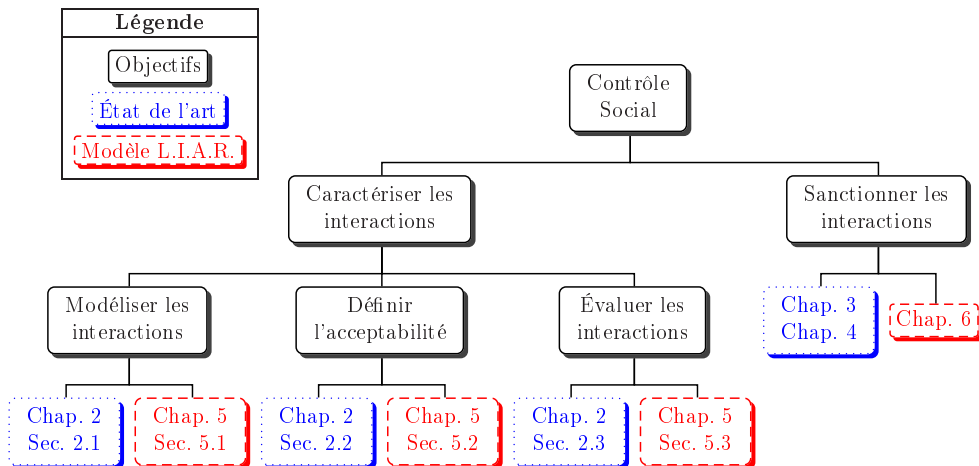 Légende
Objectifs
État de l'art
Modèle L.I.A.R.
Contrôle
Social
Caractériser les
interactions
Sanctionner les
interactions
Modéliser les
interactions
Définir
l'acceptabilité
Évaluer les
interactions
Chap. 3
Chap. 4
Chap. 6
Chap. 2
Sec. 2.1
Chap. 5
Sec. 5.1
Chap. 2
Sec. 2.2
Chap. 5
Sec. 5.2
Chap. 2
Sec. 2.3
Chap. 5
Sec. 5.3